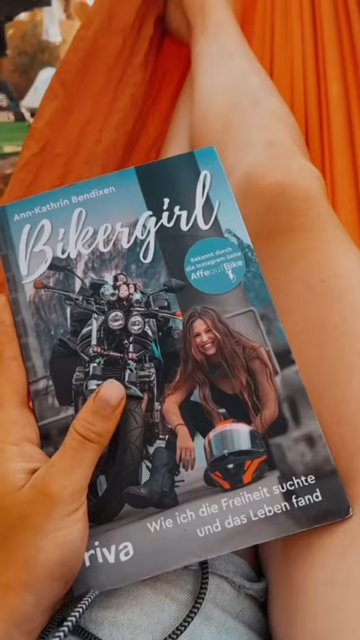 Ann-Kathrin Bendixen
Bikergirl
Bekannt durch
die Instagram-Seite
AffeaufBike
Wie ich die Freiheit suchte
und das Leben fand
riva